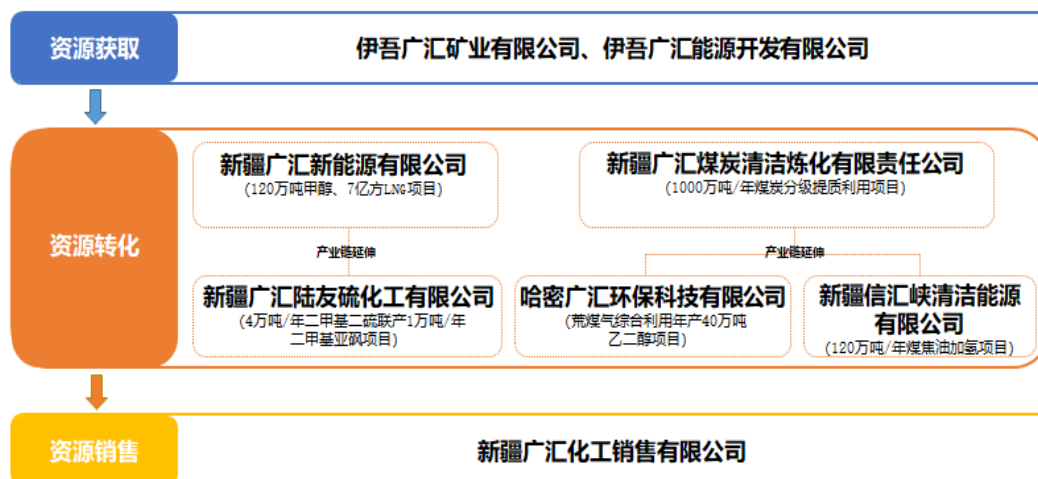 资源获取
伊吾广汇矿业有限公司、伊吾广汇能源开发有限公司
资源转化
新疆广汇新能源有限公司
(120万吨甲醇、7亿方LNG项目)
新疆广汇煤炭清洁炼化有限责任公司
(1000万吨/年煤炭分级提质利用项目)
产业链延伸
产业链延伸
新疆广汇陆友硫化工有限公司
(4万吨/年二甲基二硫联产1万吨/年
二甲基亚砜项目)
哈密广汇环保科技有限公司
(荒煤气综合利用年产40万吨
乙二醇项目)
新疆信汇峡清洁能源
有限公司
(120万吨/年煤焦油加氢项目)
资源销售
新疆广汇化工销售有限公司